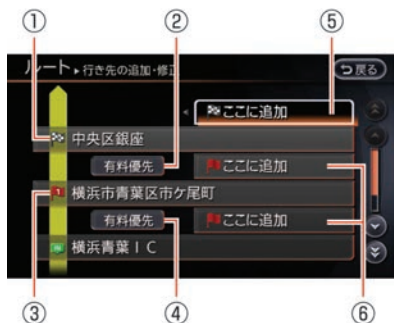 ① ② ⑤
ルート▸行き先の追加･修正
戻る
ここに追加
中央区銀座
有料優先
ここに追加
1
横浜市青葉区市ケ尾町
有料優先
ここに追加
横浜青葉ＩＣ
③ ④ ⑥